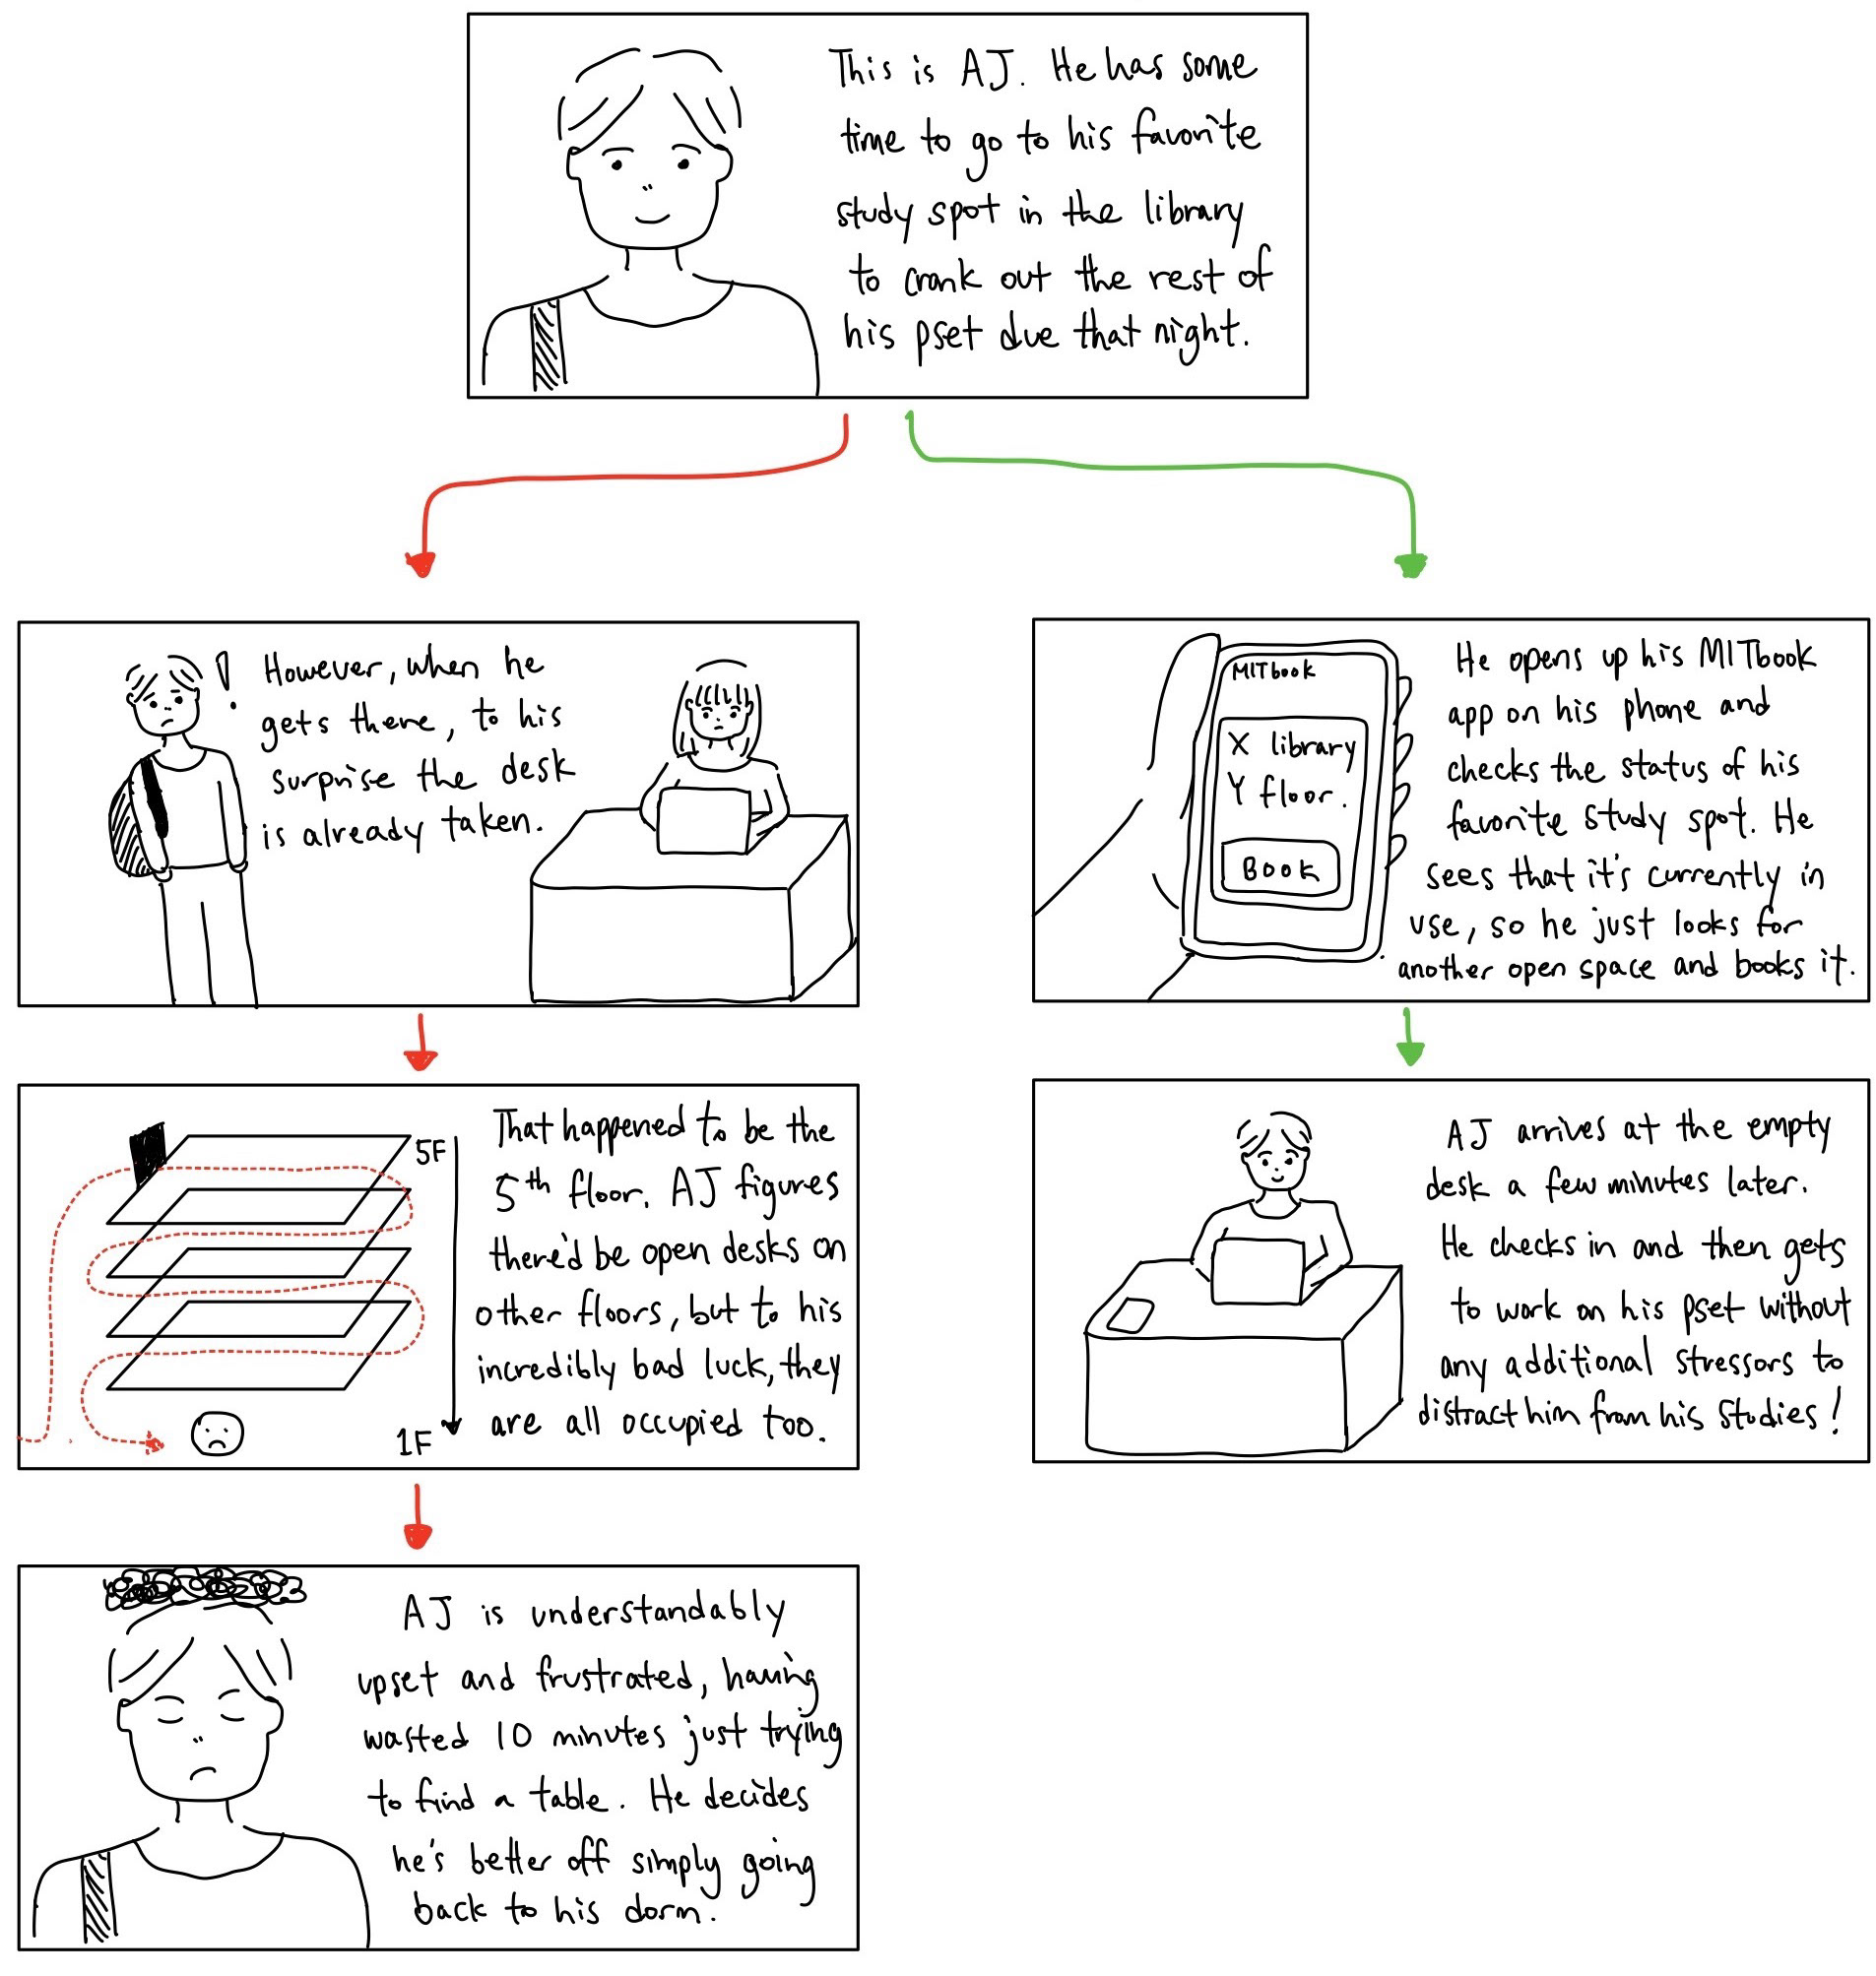 This is AJ. He has some
time to go to his favorite
study spot in the library
to crank out the rest of
his pset due that night.
!
However, when he
gets there, to his
surprise the desk
is already taken.
That happened to be the
5th floor. AJ figures
there'd be open desks on
other floors, but to his
incredibly bad luck, they
are all occupied too.
5F
1F
AJ is understandably
upset and frustrated, having
wasted 10 minutes just trying
to find a table. He decides
he's better off simply going
back to his dorm.
MITbook
X library
Y floor.
Book
He opens up his MITbook
app on his phone and
checks the status of his
favorite study spot. He
sees that it's currently in
use, so he just looks for
another open space and books it.
AJ arrives at the empty
desk a few minutes later.
He checks in and then gets
to work on his pset without
any additional stressors to
distract him from his studies!